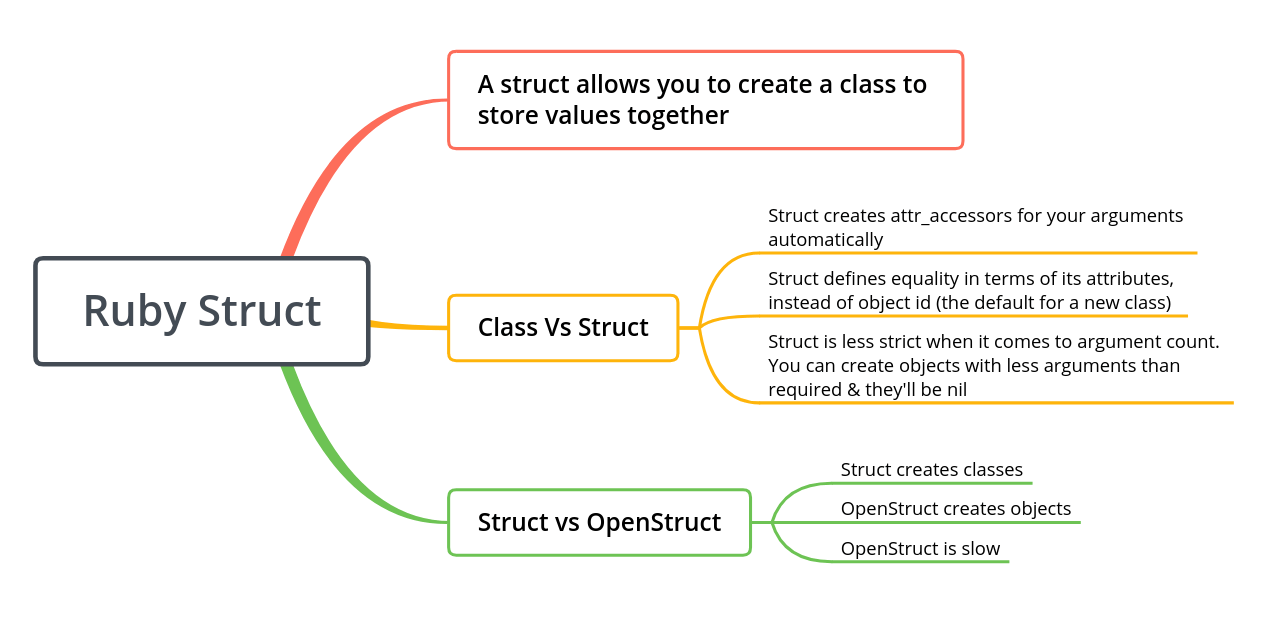 A struct allows you to create a class to
store values together
Ruby Struct
Class Vs Struct
Struct creates attr_accessors for your arguments
automatically
Struct defines equality in terms of its attributes,
instead of object id (the default for a new class)
Struct is less strict when it comes to argument count.
You can create objects with less arguments than
required & they'll be nil
Struct vs OpenStruct
Struct creates classes
OpenStruct creates objects
OpenStruct is slow